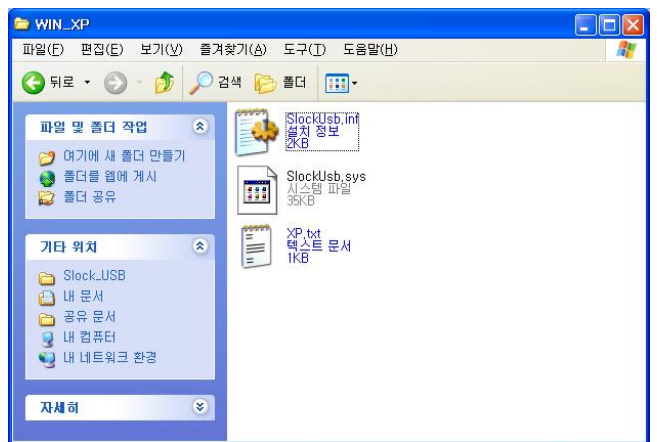 WIN_XP
파일(F) 편집(E) 보기(V) 즐겨찾기(A) 도구(T) 도움말(H)
뒤로 검색 폴더
파일 및 폴더 작업
여기에 새 폴더 만들기
폴더를 웹에 게시
폴더 공유
기타 위치
Slock_USB
내 문서
공유 문서
내 컴퓨터
내 네트워크 환경
자세히
SlockUsb.inf
설치 정보
2KB
SlockUsb.sys
시스템 파일
35KB
XP.txt
텍스트 문서
1KB